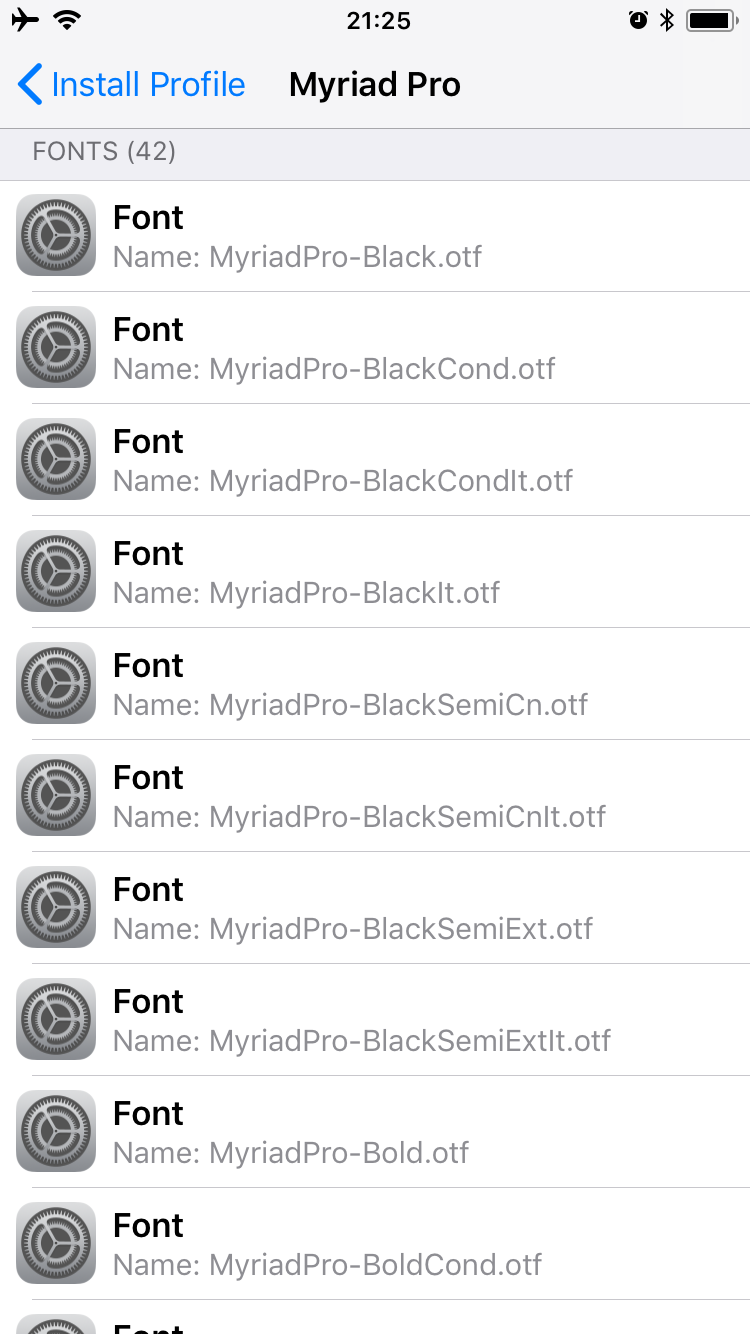 21:25
Install Profile
Myriad Pro
FONTS (42)
Font
Name: MyriadPro-Black.otf
Font
Name: MyriadPro-BlackCond.otf
Font
Name: MyriadPro-BlackCondIt.otf
Font
Name: MyriadPro-BlackIt.otf
Font
Name: MyriadPro-BlackSemiCn.otf
Font
Name: MyriadPro-BlackSemiCnIt.otf
Font
Name: MyriadPro-BlackSemiExt.otf
Font
Name: MyriadPro-BlackSemiExtIt.otf
Font
Name: MyriadPro-Bold.otf
Font
Name: MyriadPro-BoldCond.otf
Font